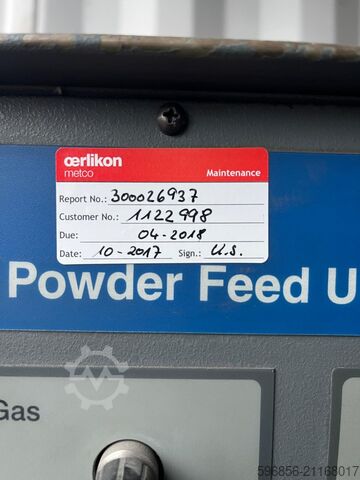 œrlikon
metco
Maintenance
Report No.: 300026937
Customer No.: 1122998
Due: 04-2018
Date: 10-2017 Sign.: U.S.
Powder Feed U
Gas
596856-21168017